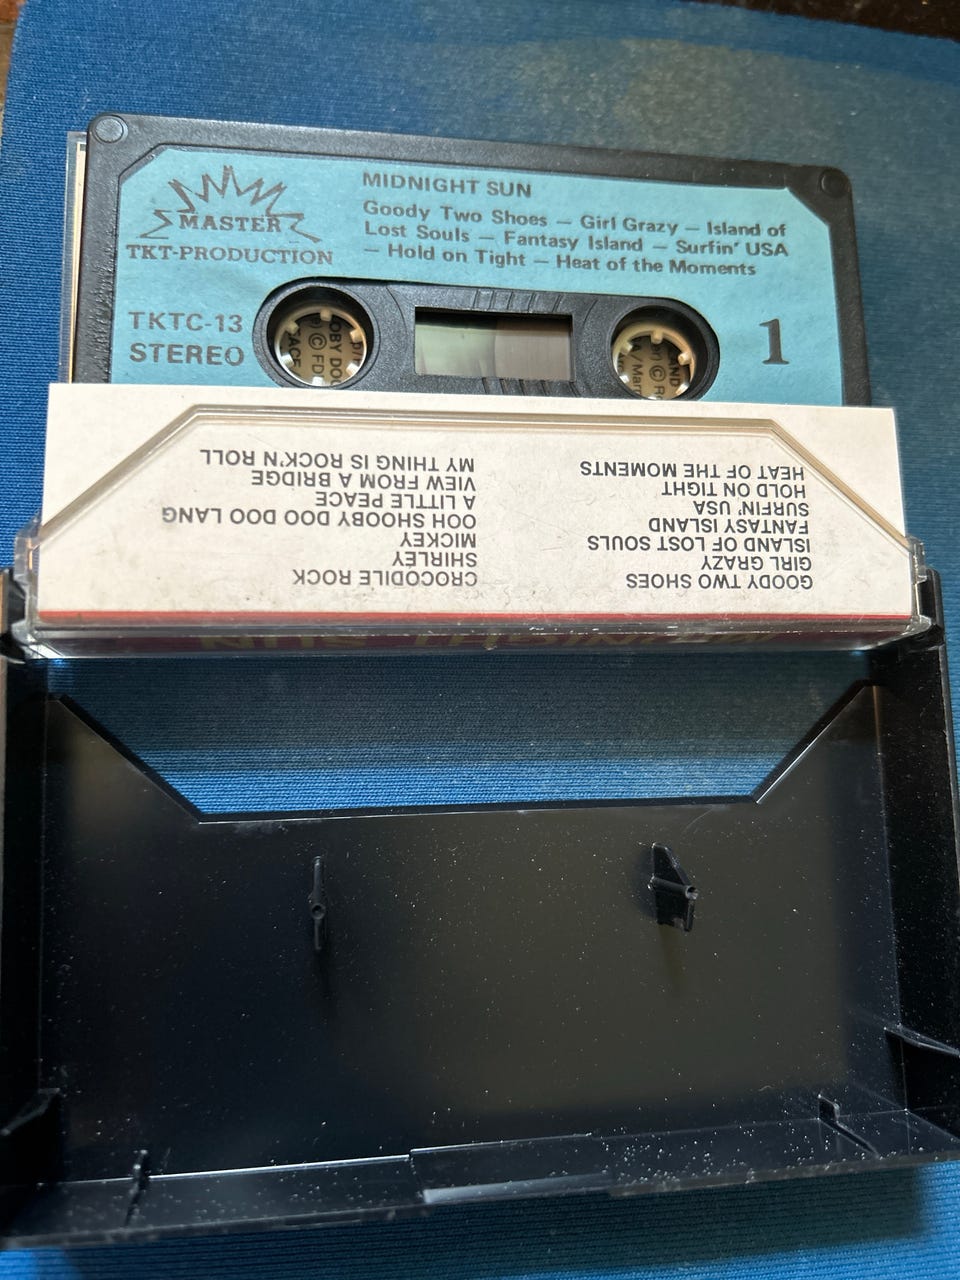 MASTER
TKT-PRODUCTION
TKTC-13
STEREO
MIDNIGHT SUN
Goody Two Shoes – Girl Grazy – Island of
Lost Souls – Fantasy Island – Surfin' USA
– Hold on Tight – Heat of the Moments
1
GOODY TWO SHOES
GIRL GRAZY
ISLAND OF LOST SOULS
FANTASY ISLAND
SURFIN' USA
HOLD ON TIGHT
HEAT OF THE MOMENTS
CROCODILE ROCK
SHIRLEY
MICKEY
OOH SHOOBY DOO DOO LANG
A LITTLE PEACE
VIEW FROM A BRIDGE
MY THING IS ROCK'N ROLL
MIDNIGHT SUN